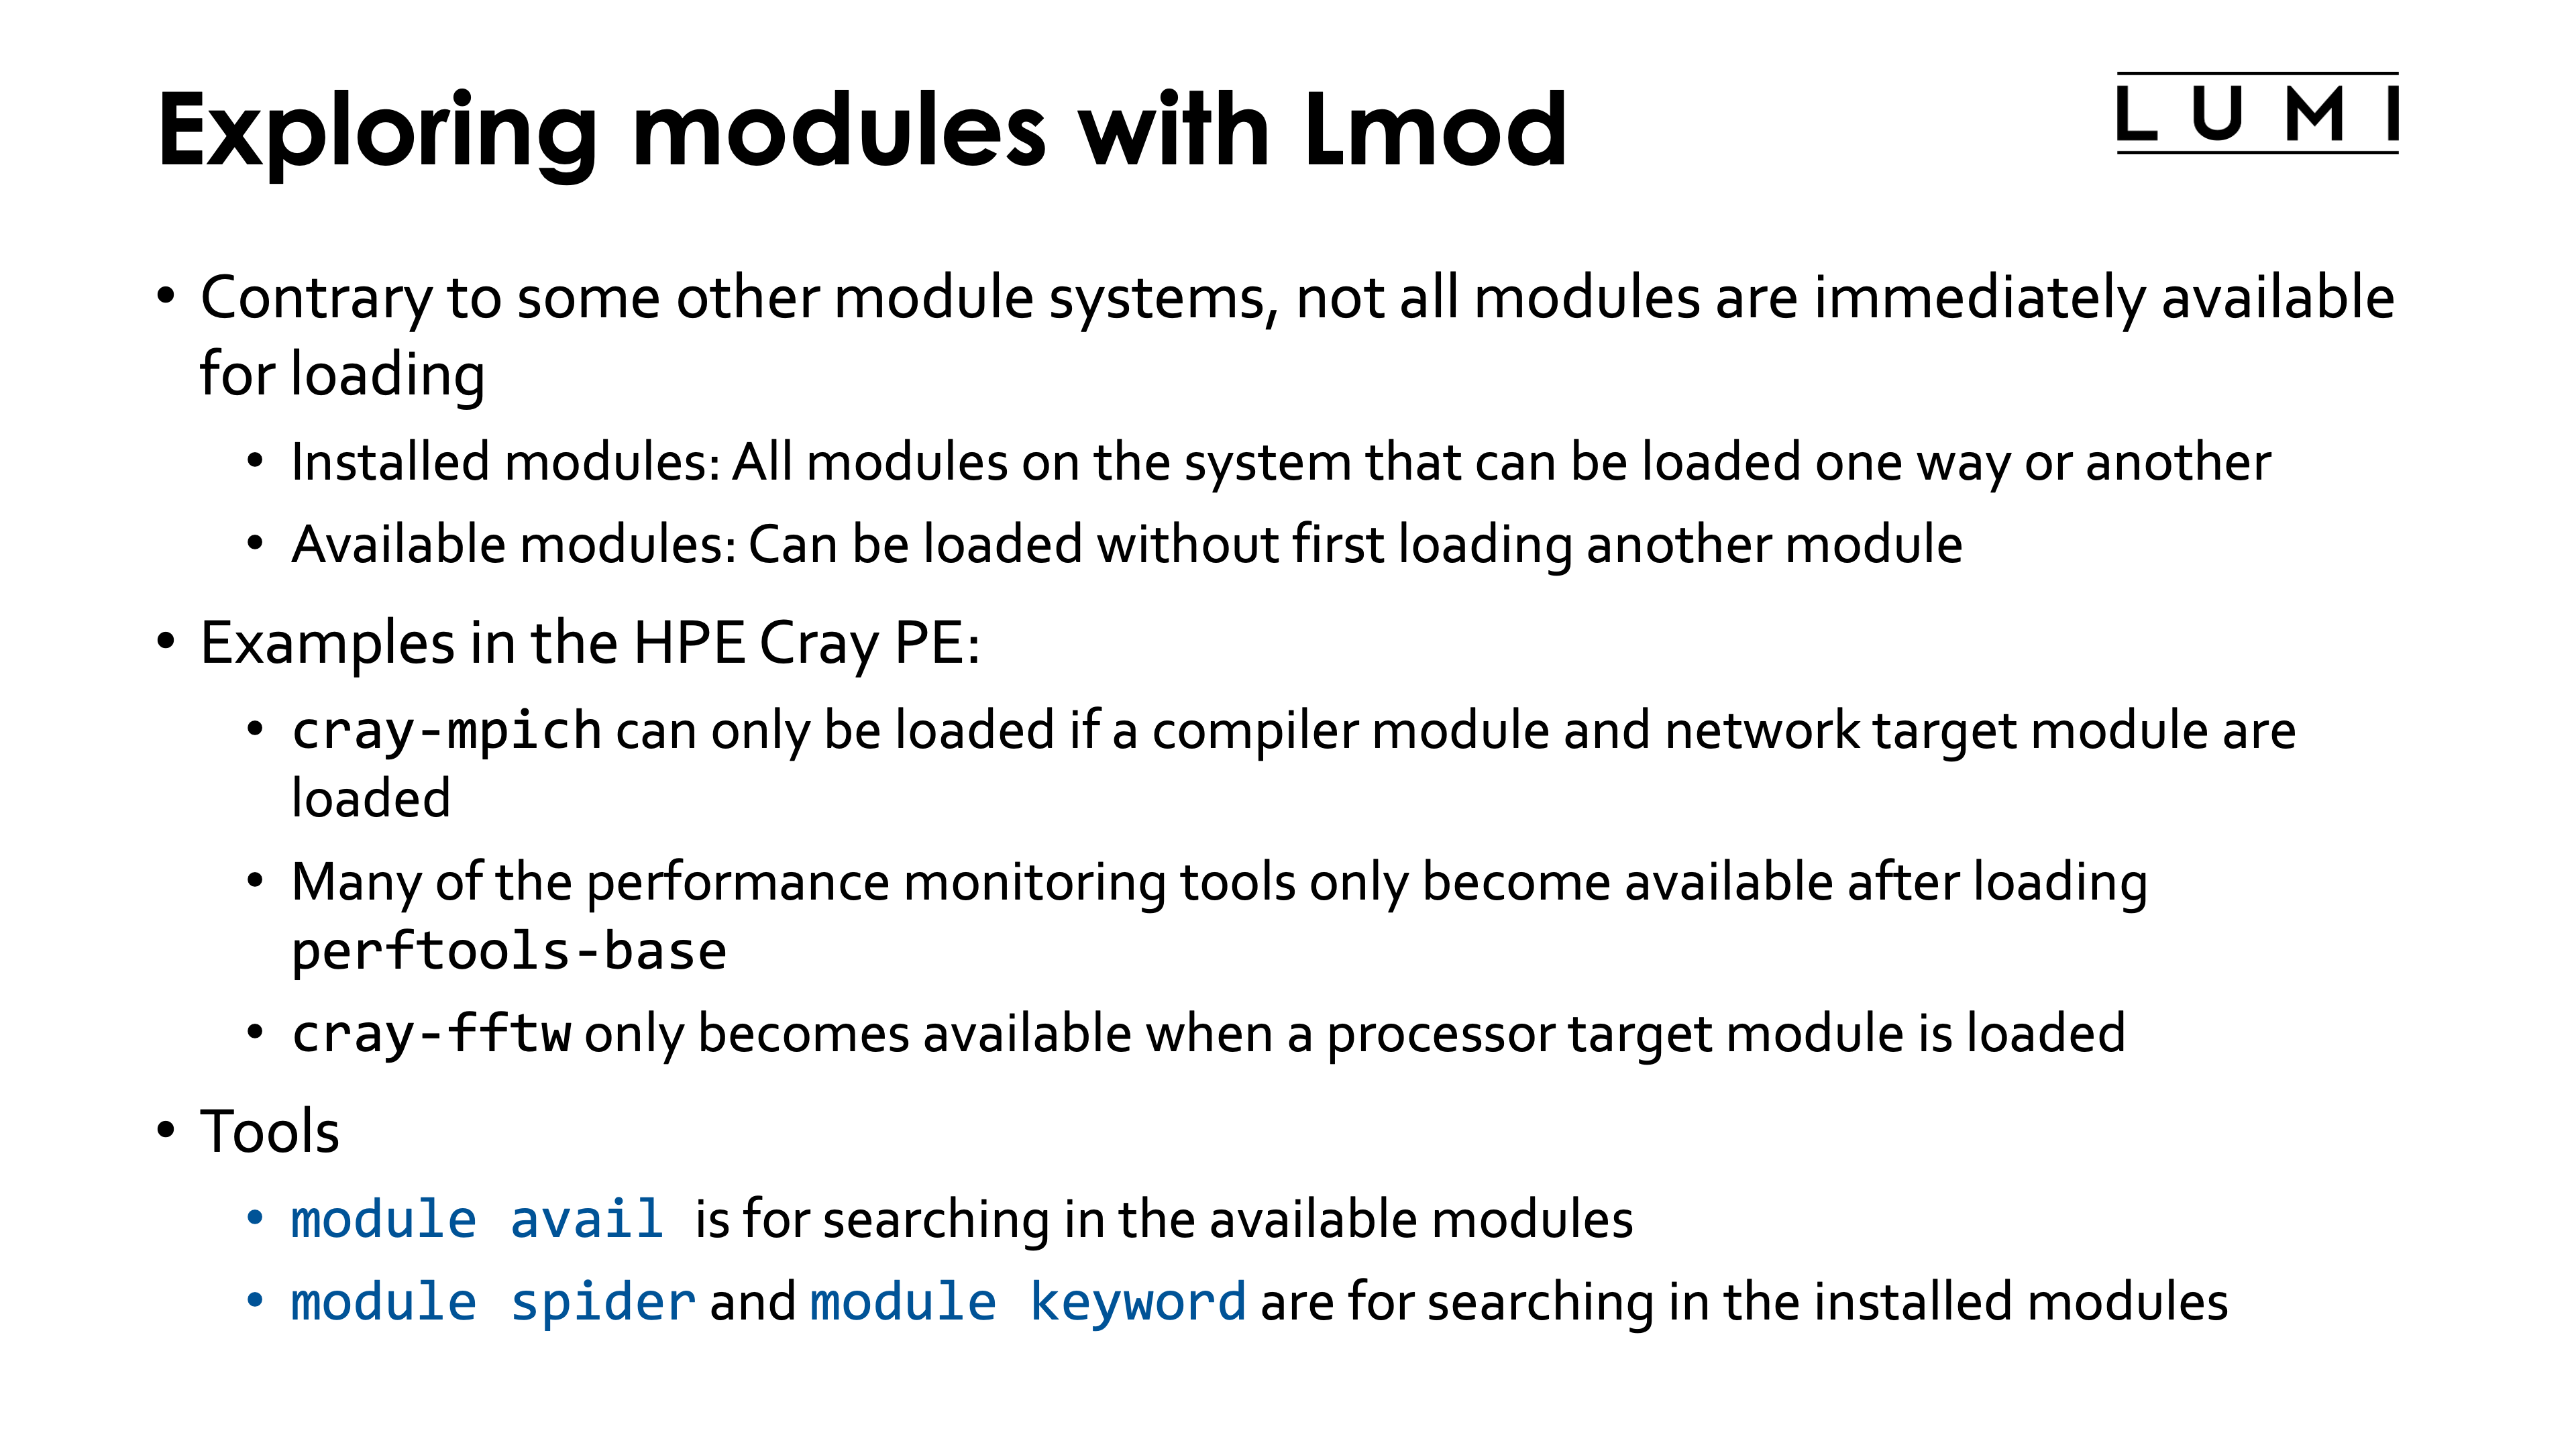 Exploring modules with Lmod
LUMI
• Contrary to some other module systems, not all modules are immediately available
for loading
• Installed modules: All modules on the system that can be loaded one way or another
• Available modules: Can be loaded without first loading another module
• Examples in the HPE Cray PE:
• cray-mpich can only be loaded if a compiler module and network target module are
loaded
• Many of the performance monitoring tools only become available after loading
perftools-base
• cray-fftw only becomes available when a processor target module is loaded
• Tools
• module avail is for searching in the available modules
• module spider and module keyword are for searching in the installed modules